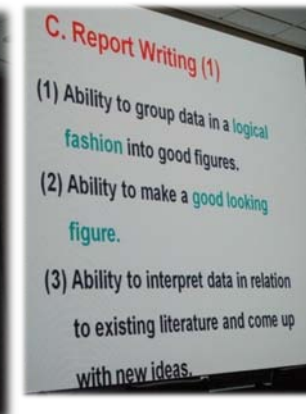 C. Report Writing (1)
(1) Ability to group data in a logical
fashion into good figures.
(2) Ability to make a good looking
figure.
(3) Ability to interpret data in relation
to existing literature and come up
with new ideas.